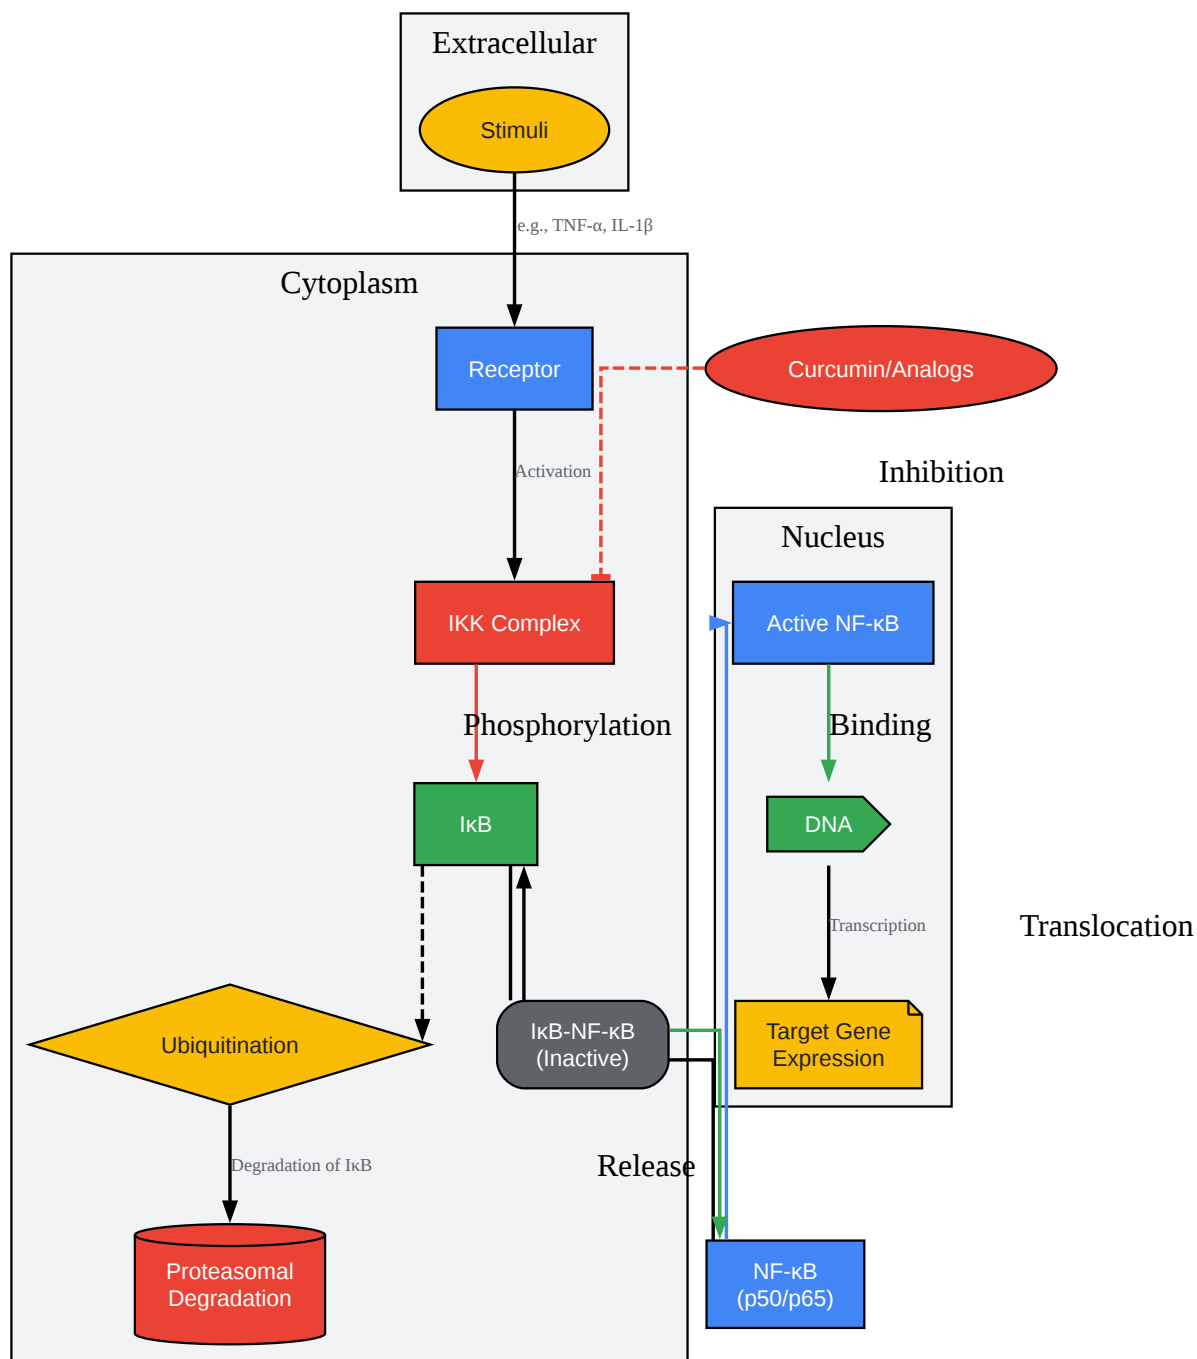 Extracellular
Stimuli
e.g., TNF-α, IL-1β
Cytoplasm
Receptor
Curcumin/Analogs
Activation
Inhibition
Nucleus
IKK Complex
Active NF-κB
Phosphorylation
Binding
IκB
DNA
Transcription
Translocation
Ubiquitination
IκB-NF-κB
(Inactive)
Target Gene
Expression
Degradation of IκB
Release
Proteasomal
Degradation
NF-κB
(p50/p65)